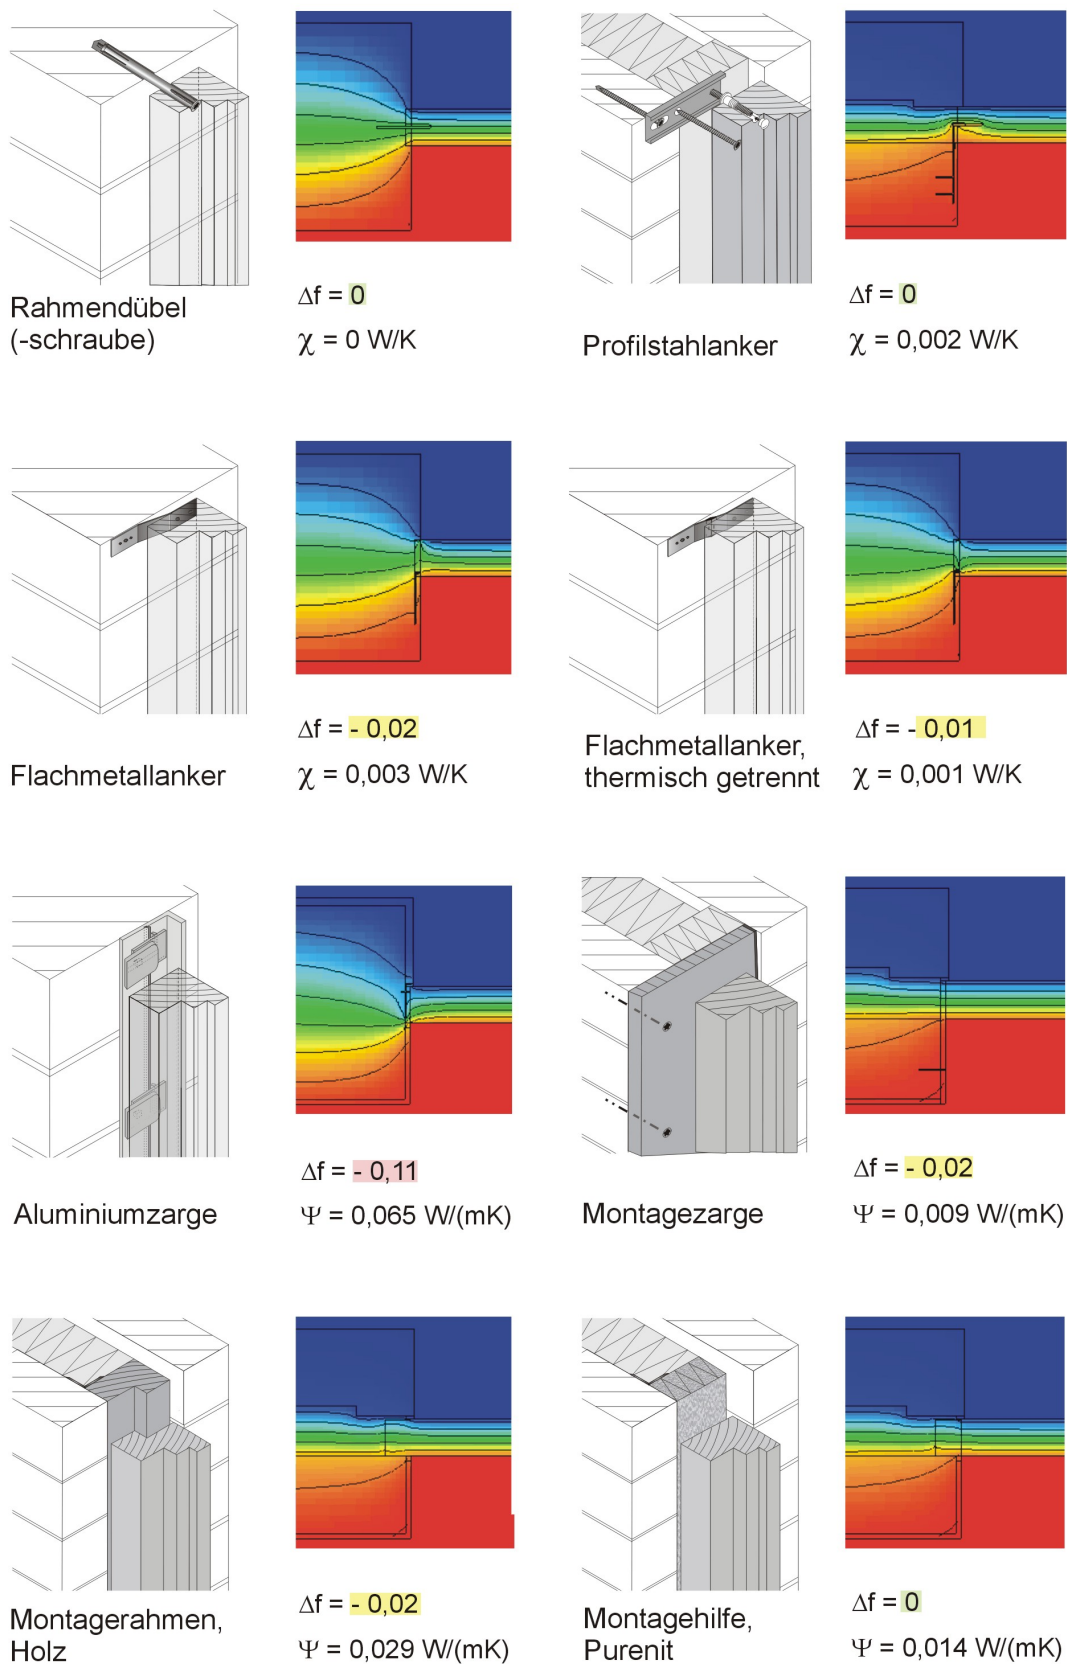 Rahmendübel
(-schraube)
Δf = 0
χ = 0 W/K
Profilstahlanker
Δf = 0
χ = 0,002 W/K
Flachmetallanker
Δf = - 0,02
χ = 0,003 W/K
Flachmetallanker,
thermisch getrennt
Δf = - 0,01
χ = 0,001 W/K
Aluminiumzarge
Δf = - 0,11
Ψ = 0,065 W/(mK)
Montagezarge
Δf = - 0,02
Ψ = 0,009 W/(mK)
Montagerahmen,
Holz
Δf = - 0,02
Ψ = 0,029 W/(mK)
Montagehilfe,
Purenit
Δf = 0
Ψ = 0,014 W/(mK)